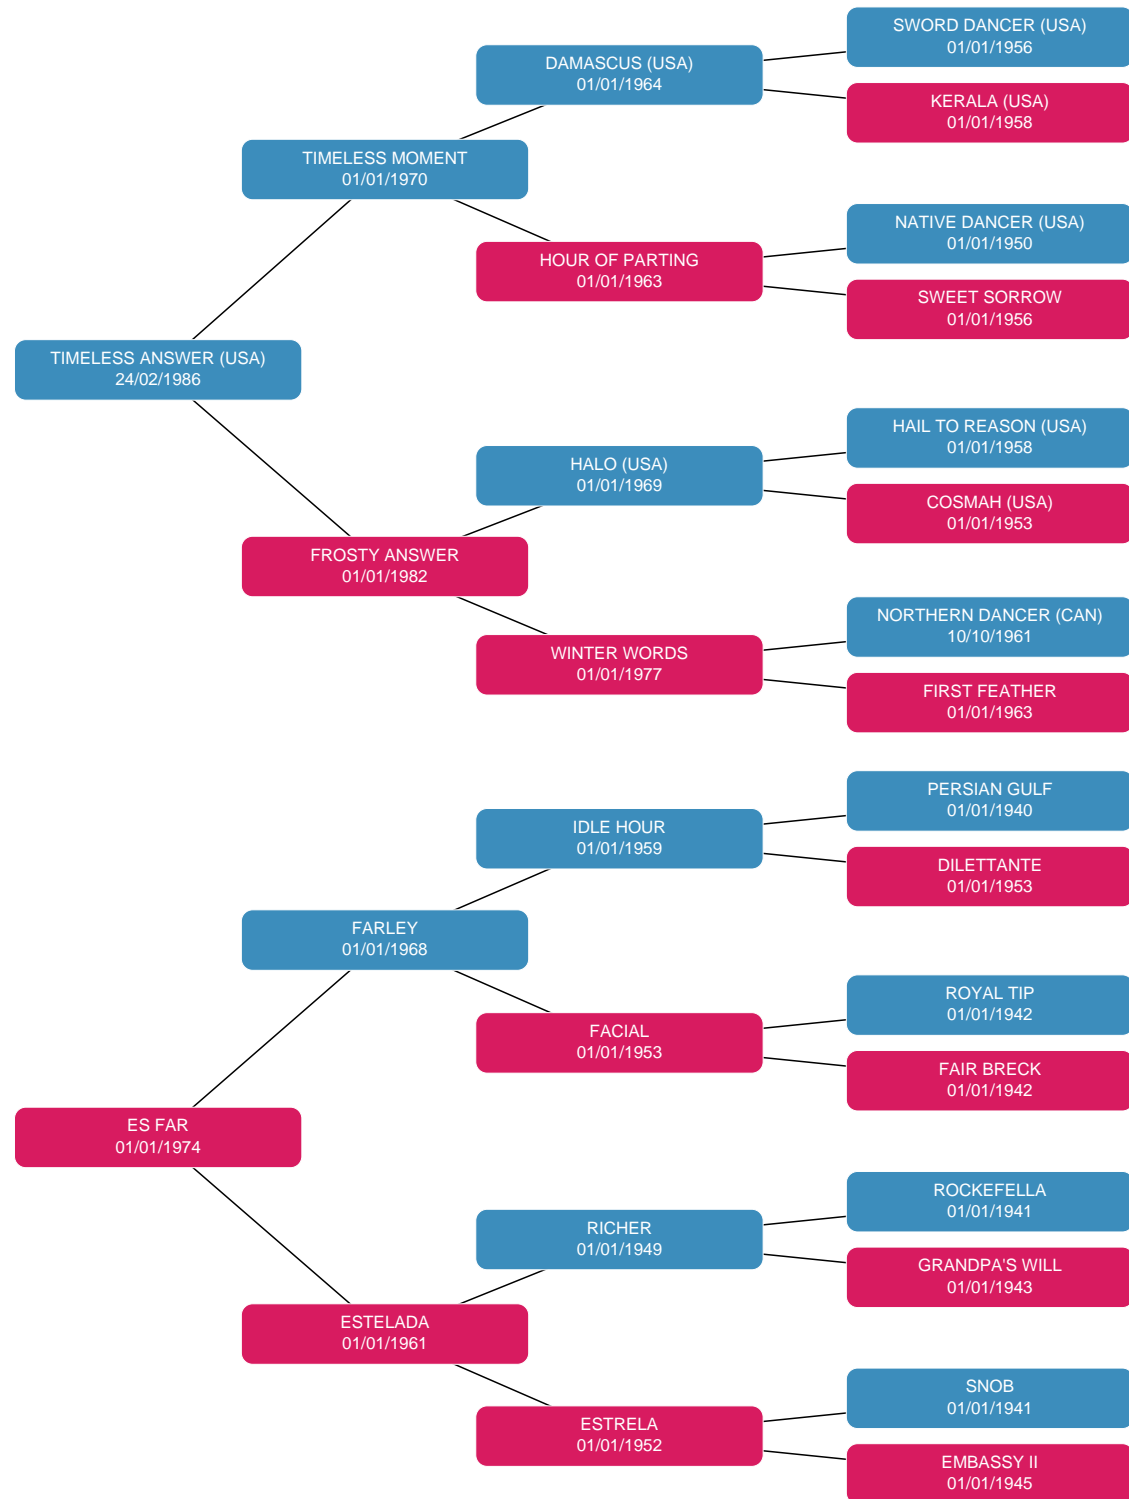 SWORD DANCER (USA)
01/01/1956
DAMASCUS (USA)
01/01/1964
KERALA (USA)
01/01/1958
TIMELESS MOMENT
01/01/1970
NATIVE DANCER (USA)
01/01/1950
HOUR OF PARTING
01/01/1963
SWEET SORROW
01/01/1956
TIMELESS ANSWER (USA)
24/02/1986
HAIL TO REASON (USA)
01/01/1958
HALO (USA)
01/01/1969
COSMAH (USA)
01/01/1953
FROSTY ANSWER
01/01/1982
NORTHERN DANCER (CAN)
10/10/1961
WINTER WORDS
01/01/1977
FIRST FEATHER
01/01/1963
PERSIAN GULF
01/01/1940
IDLE HOUR
01/01/1959
DILETTANTE
01/01/1953
FARLEY
01/01/1968
ROYAL TIP
01/01/1942
FACIAL
01/01/1953
FAIR BRECK
01/01/1942
ES FAR
01/01/1974
ROCKEFELLA
01/01/1941
RICHER
01/01/1949
GRANDPA'S WILL
01/01/1943
ESTELADA
01/01/1961
SNOB
01/01/1941
ESTRELA
01/01/1952
EMBASSY II
01/01/1945